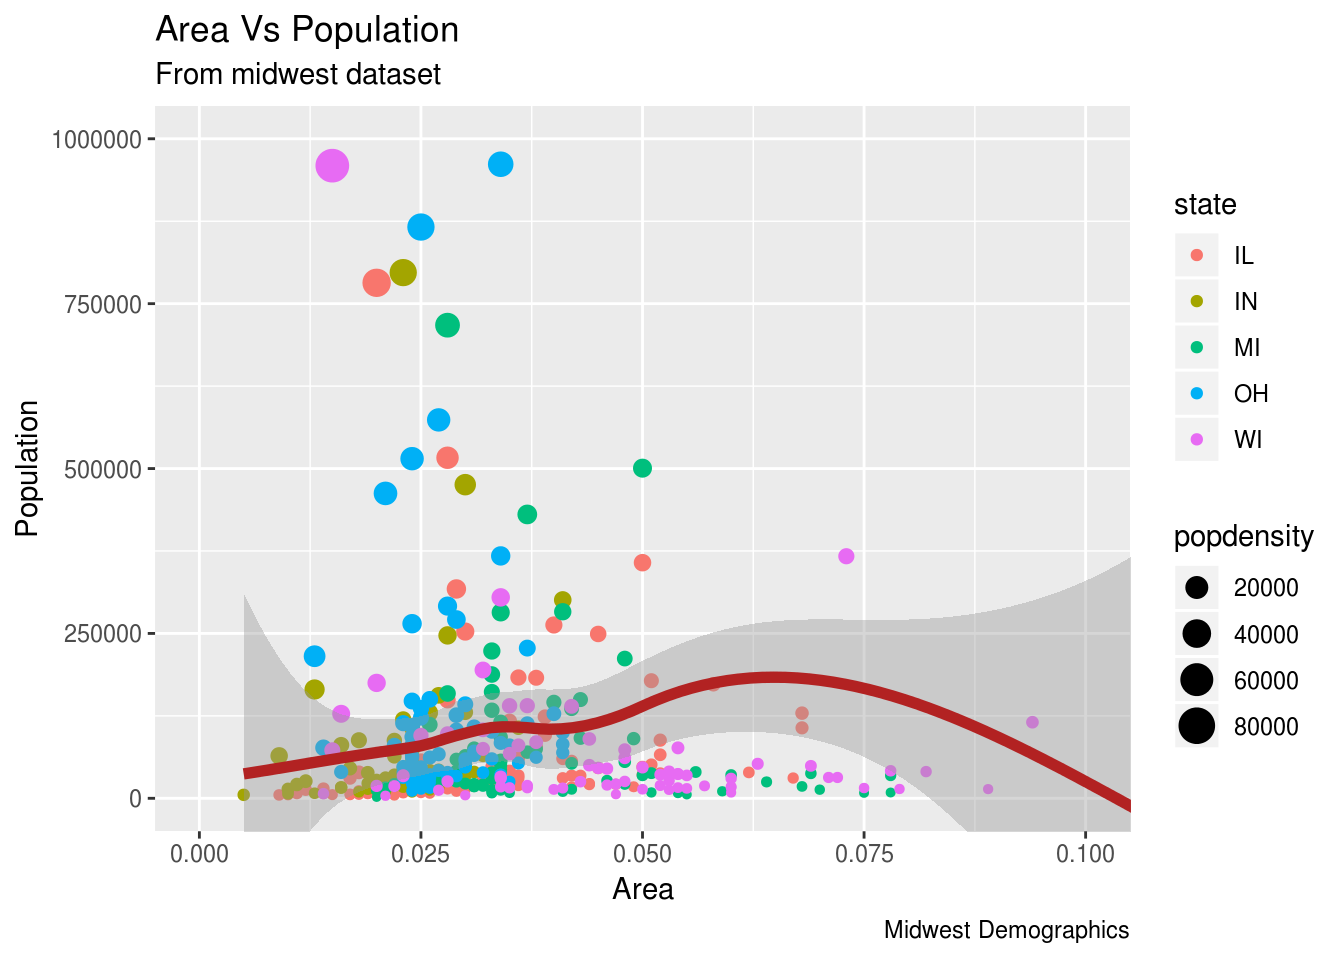 Area Vs Population
From midwest dataset
1000000
750000
500000
250000
0
Population
0.000
0.025
0.050
0.075
0.100
Area
state
IL
IN
MI
OH
WI
popdensity
20000
40000
60000
80000
Midwest Demographics